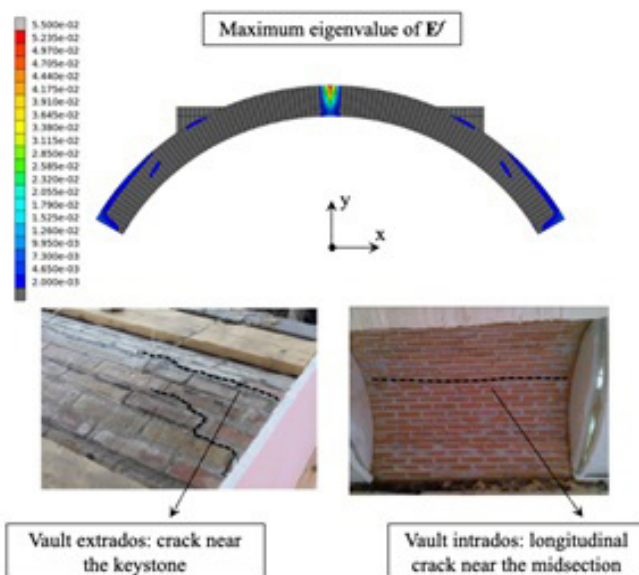 Maximum eigenvalue of Eᶠ
5.500e-02
5.235e-02
4.970e-02
4.705e-02
4.440e-02
4.175e-02
3.910e-02
3.645e-02
3.380e-02
3.115e-02
2.850e-02
2.585e-02
2.320e-02
2.055e-02
1.790e-02
1.525e-02
1.260e-02
9.950e-03
7.300e-03
4.650e-03
2.000e-03
y
x
Vault extrados: crack near
the keystone
Vault intrados: longitudinal
crack near the midsection